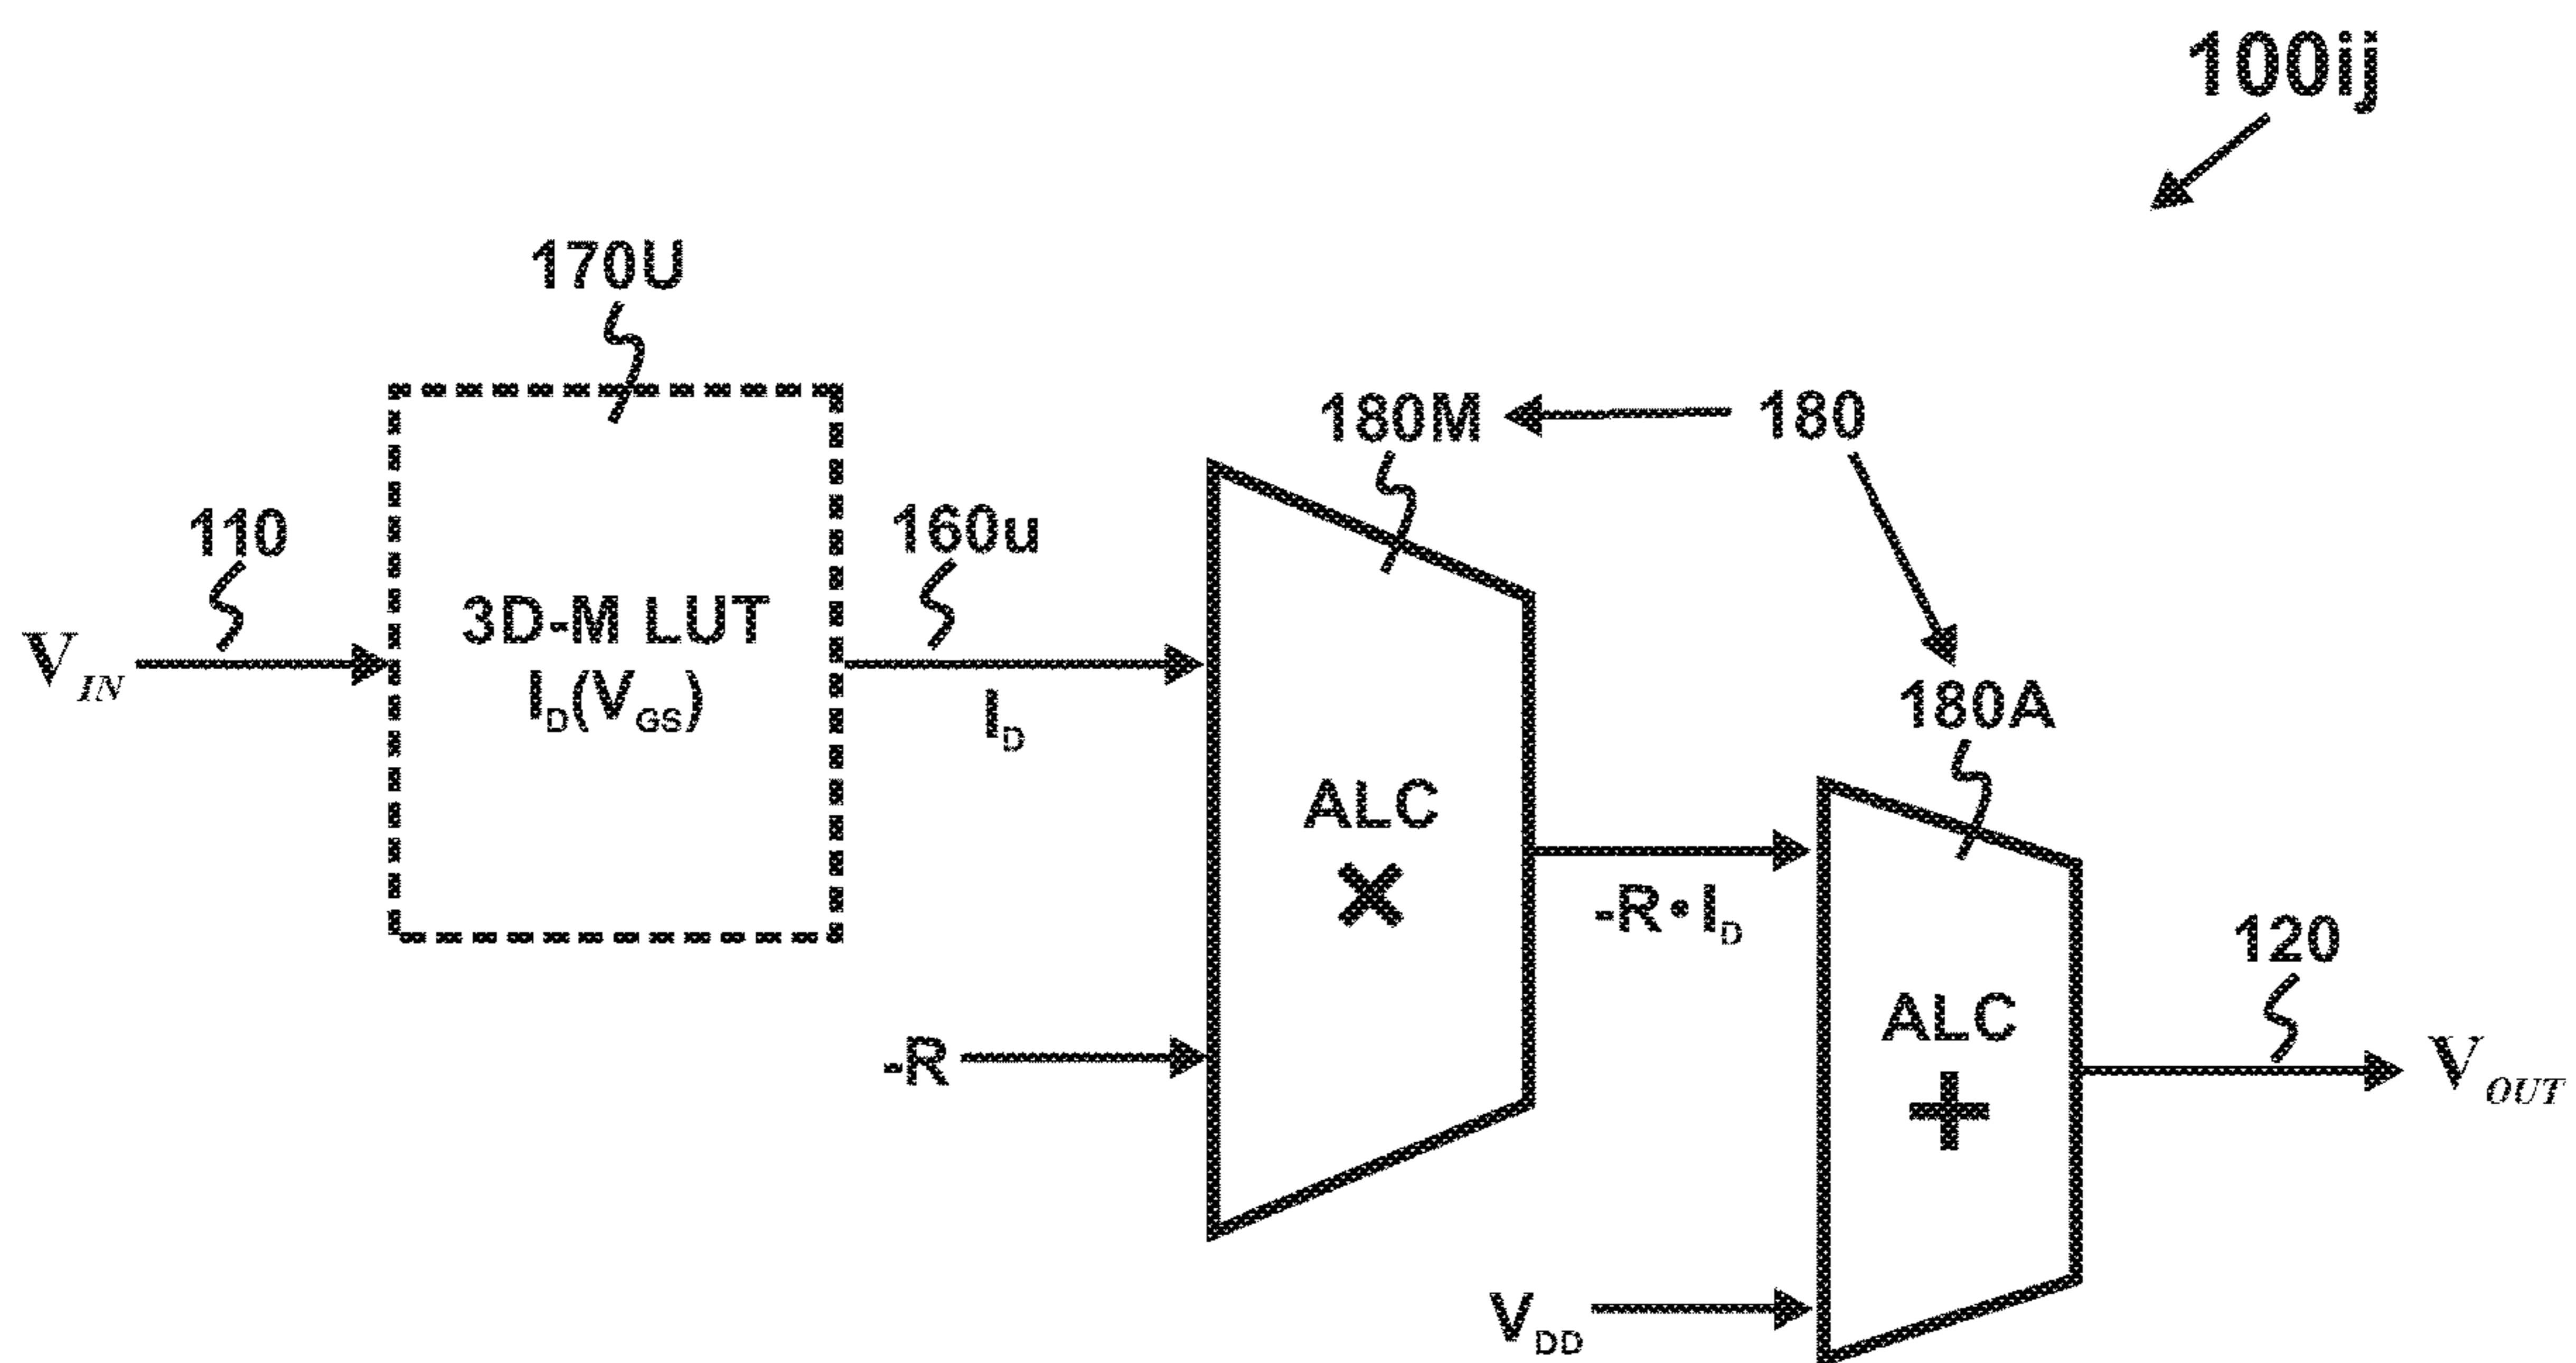 100ij
170U
180M
180
110
160u
3D-M LUT
I_D(V_GS)
V_IN
I_D
180A
ALC
×
-R•I_D
120
-R
ALC
+
V_OUT
V_DD